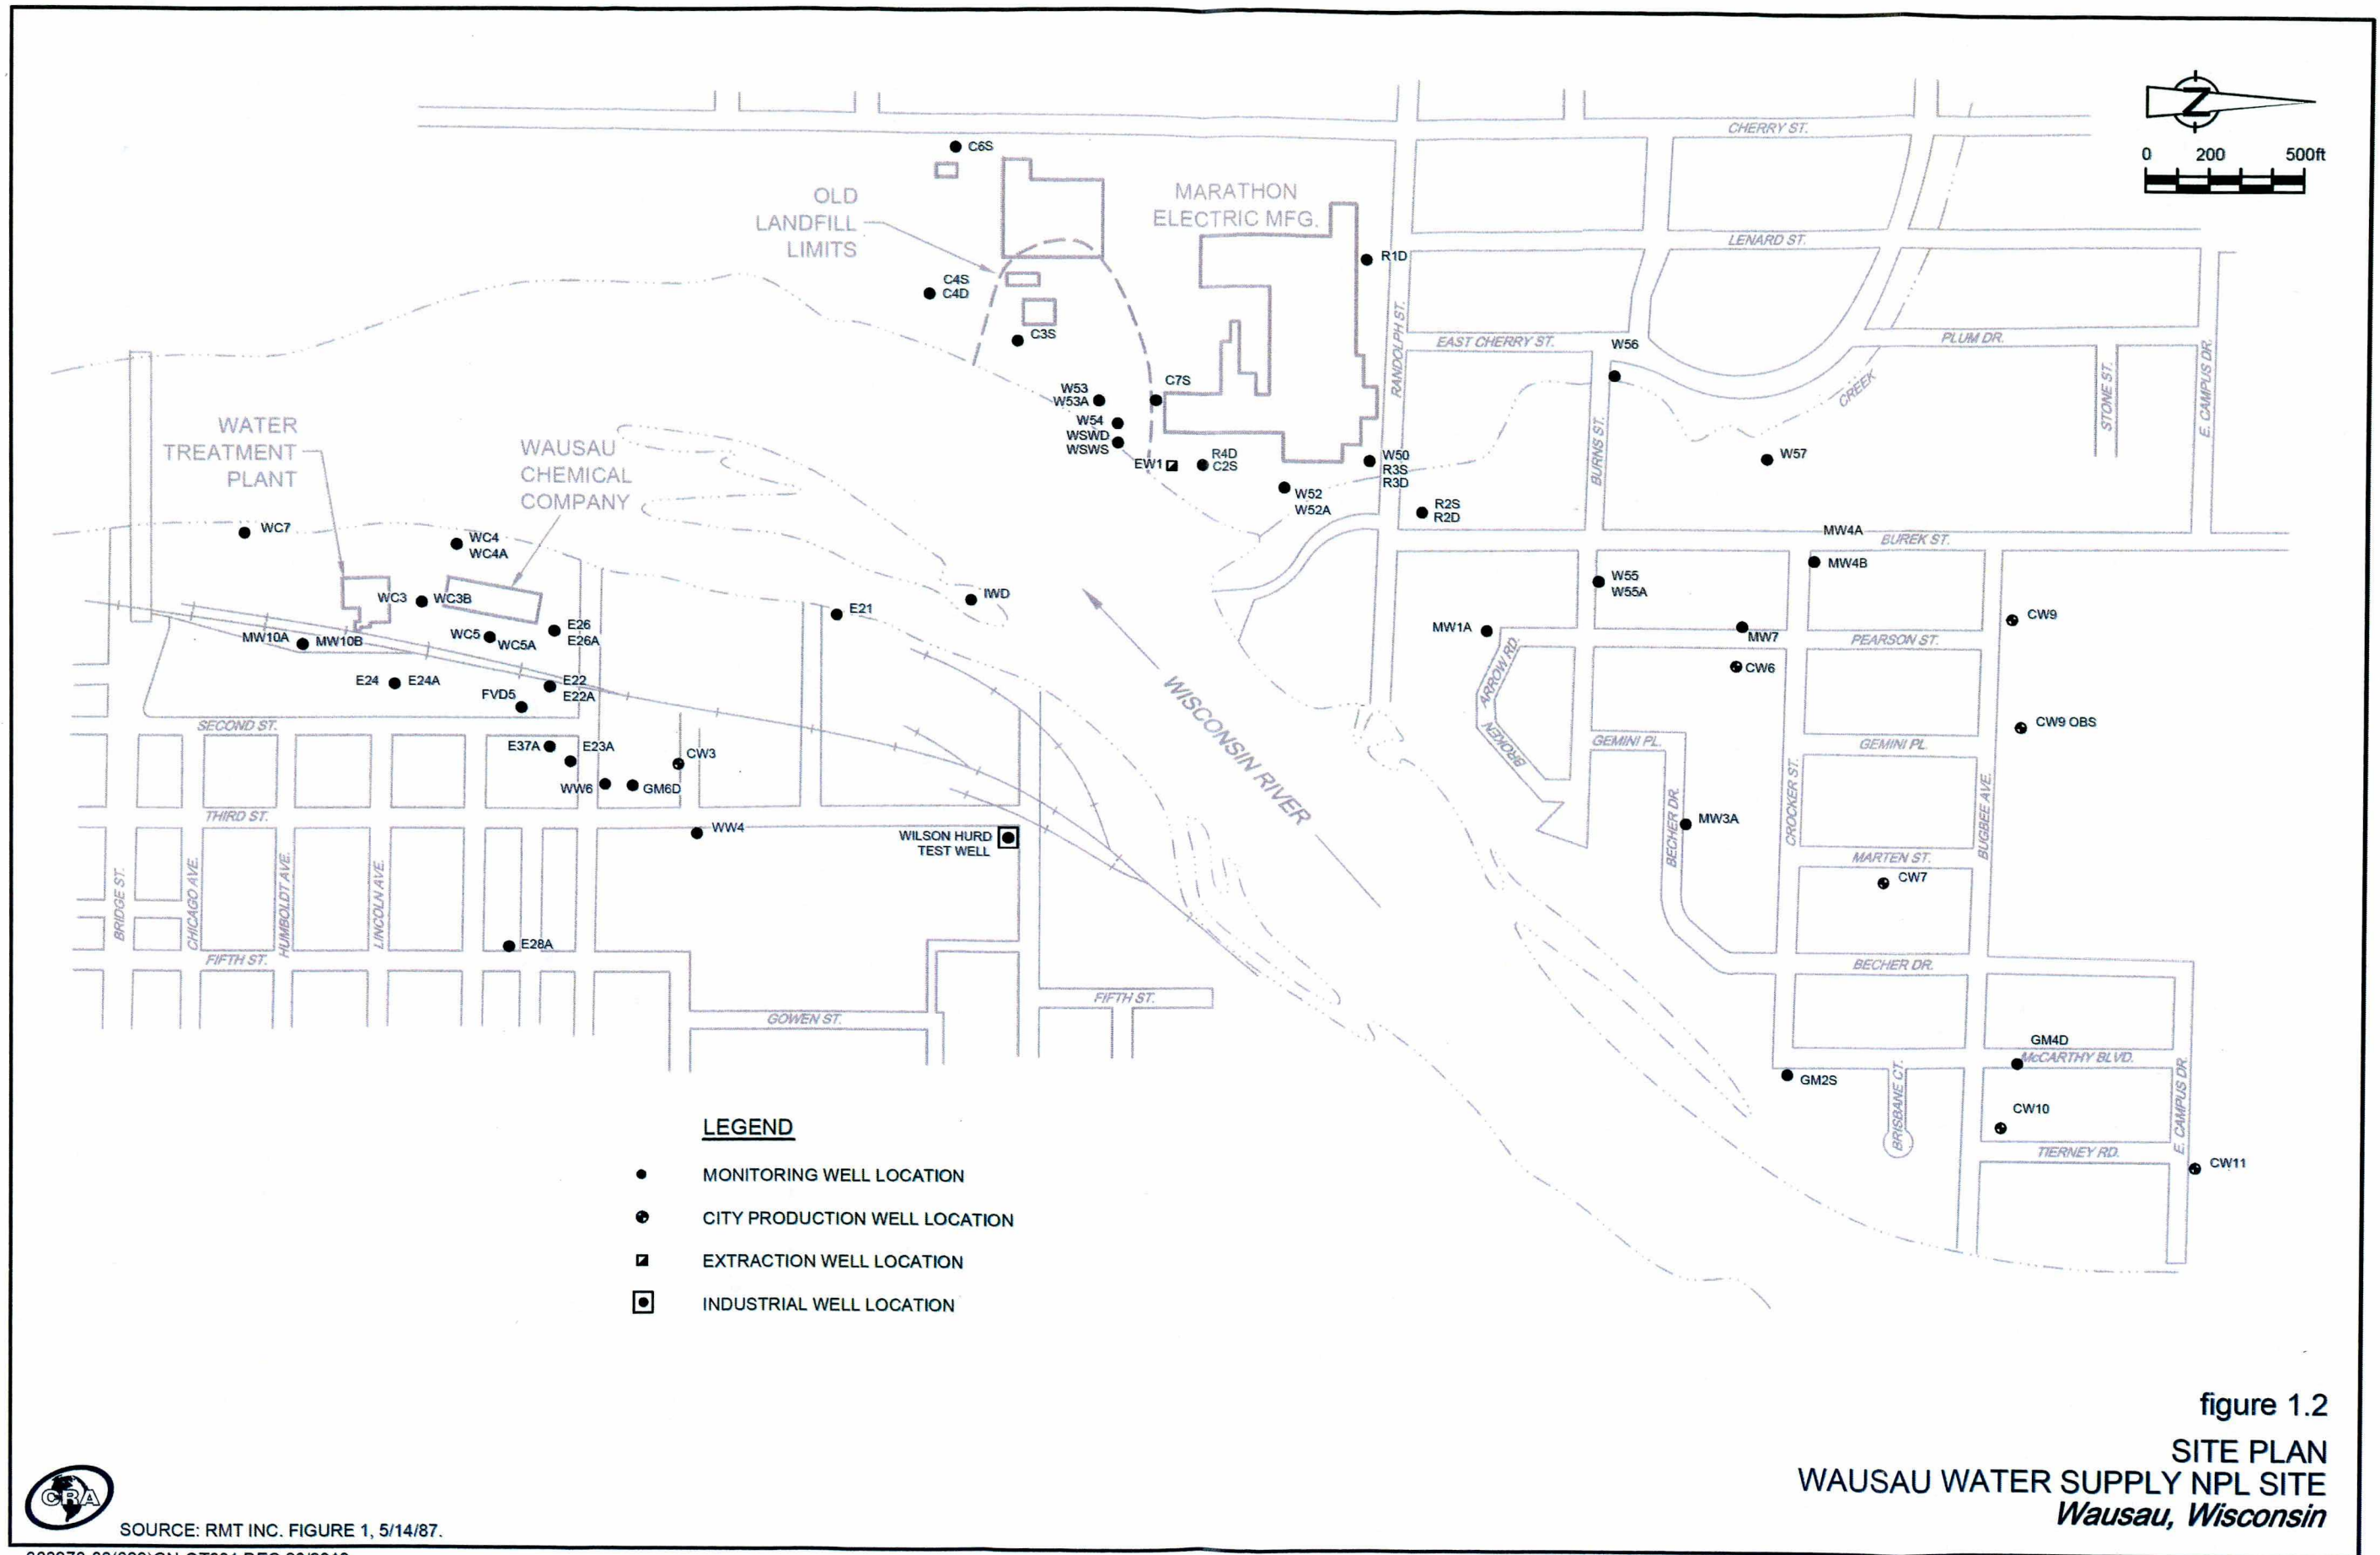 CHERRY ST.
Z
0 200 500ft
C6S
OLD
LANDFILL
LIMITS
MARATHON
ELECTRIC MFG.
LENARD ST.
R1D
C4S
C4D
C3S
RANDOLPH ST.
EAST CHERRY ST.
W56
PLUM DR.
STONE ST.
E. CAMPUS DR.
CREEK
W53
W53A
C7S
W54
WSWD
WSWS
EW1
R4D
C2S
W50
R3S
R3D
W52
W52A
R2S
R2D
BURNS ST.
W57
WATER
TREATMENT
PLANT
WAUSAU
CHEMICAL
COMPANY
WC7
WC4
WC4A
MW4A
BUREK ST.
MW4B
W55
W55A
WC3
WC3B
IWD
E21
E26
E26A
WC5
WC5A
MW10A
MW10B
MW1A
MW7
PEARSON ST.
CW9
CW6
E24
E24A
E22
E22A
FVD5
ARROW RD.
BROKEN
WISCONSIN RIVER
SECOND ST.
CW9 OBS
GEMINI PL.
GEMINI PL.
E37A
E23A
CW3
WW6
GM6D
THIRD ST.
WW4
WILSON HURD
TEST WELL
BECHER DR.
MW3A
CROCKER ST.
BUGBEE AVE.
MARTEN ST.
CW7
BRIDGE ST.
CHICAGO AVE.
HUMBOLDT AVE.
LINCOLN AVE.
E28A
FIFTH ST.
BECHER DR.
FIFTH ST.
GOWEN ST.
GM4D
McCARTHY BLVD.
GM2S
BRISBANE CT.
CW10
E. CAMPUS DR.
TIERNEY RD.
CW11
LEGEND
MONITORING WELL LOCATION
CITY PRODUCTION WELL LOCATION
EXTRACTION WELL LOCATION
INDUSTRIAL WELL LOCATION
figure 1.2
SITE PLAN
WAUSAU WATER SUPPLY NPL SITE
Wausau, Wisconsin
CRA
SOURCE: RMT INC. FIGURE 1, 5/14/87.